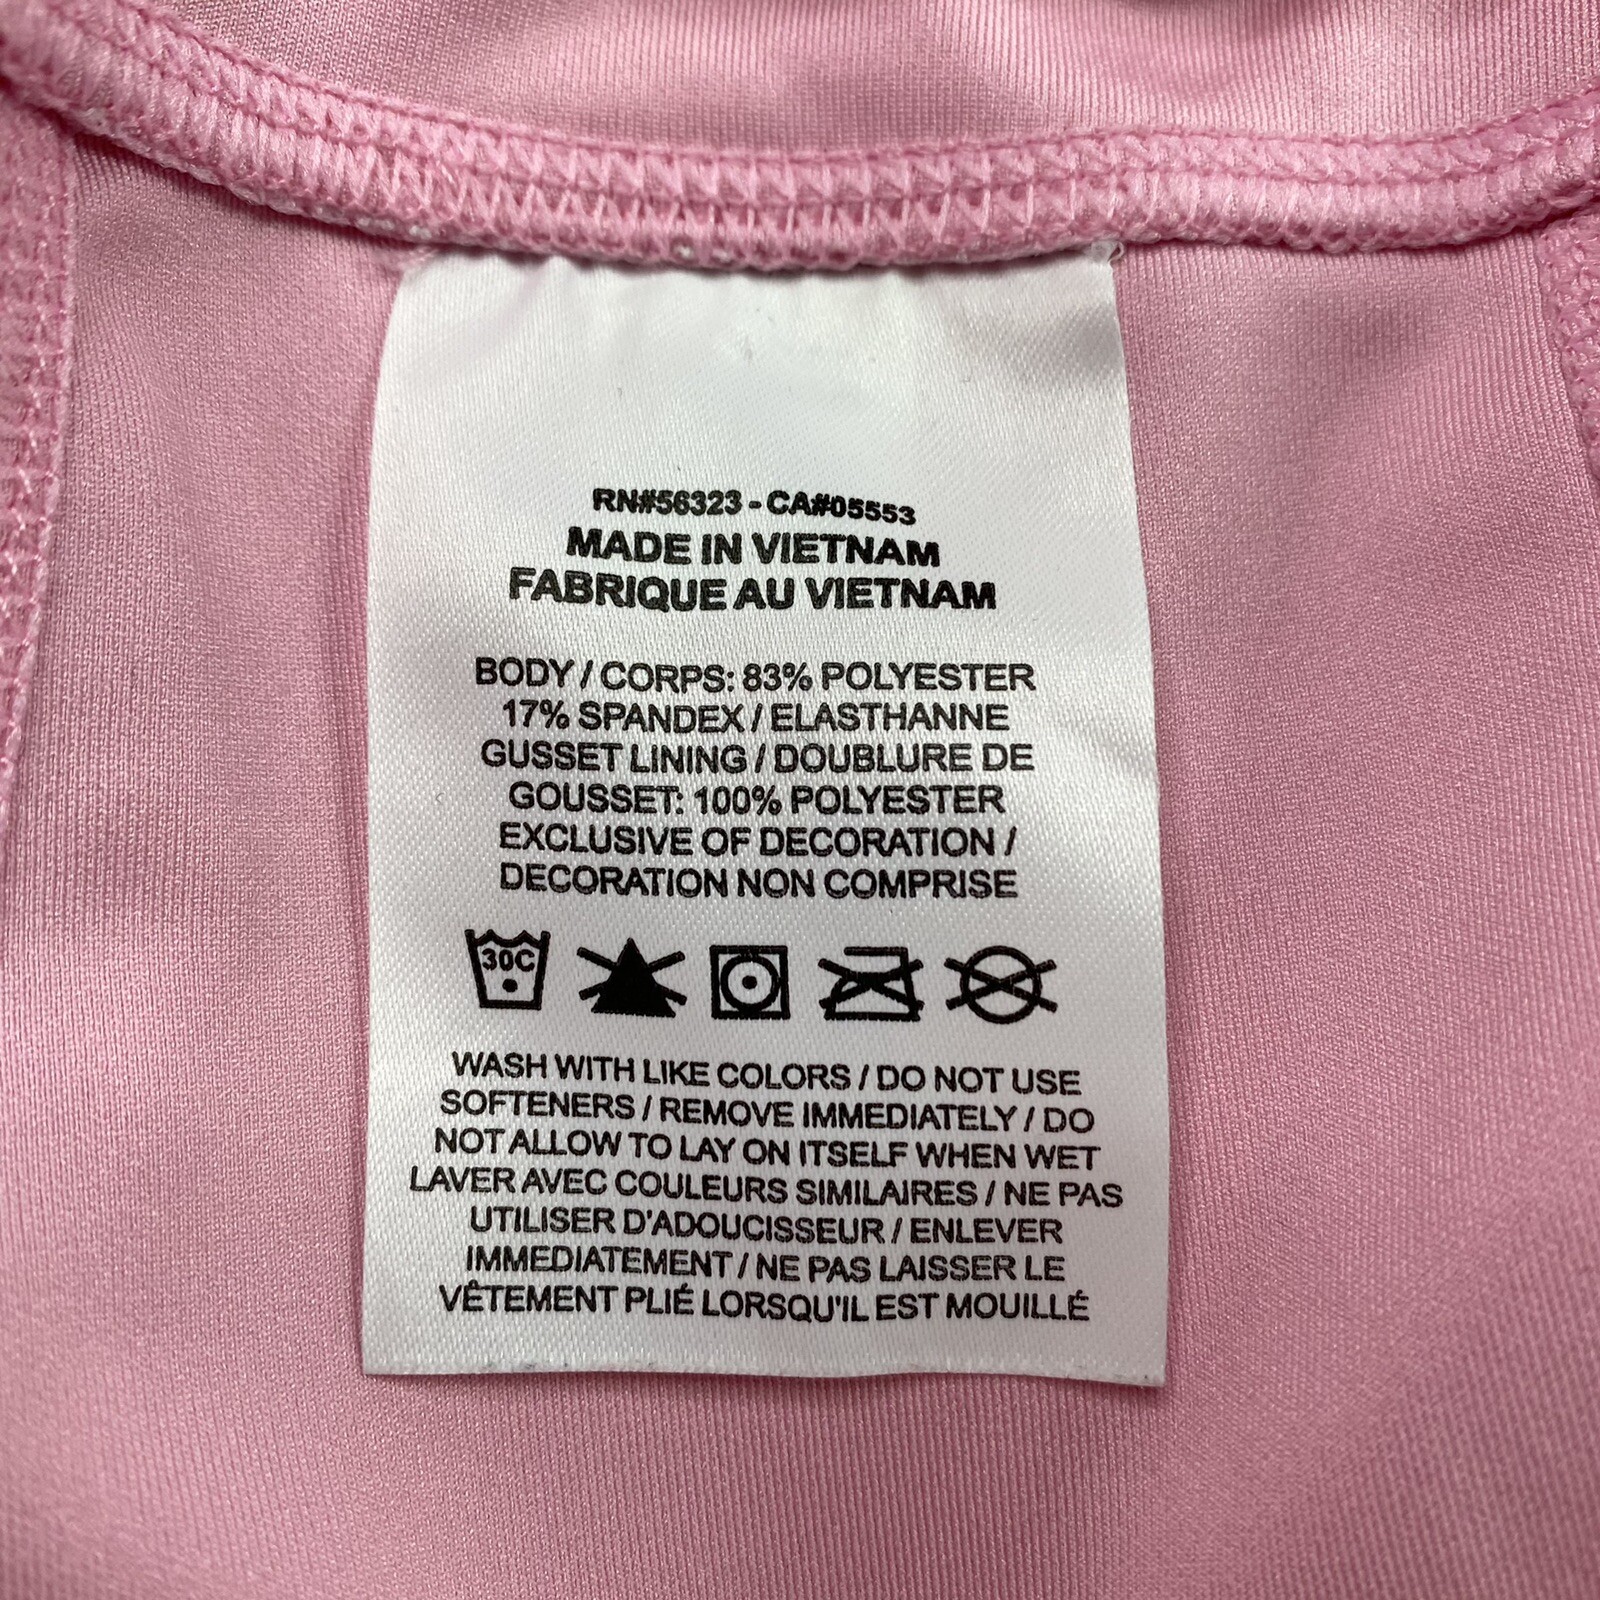 RN#56323 - CA#05553
MADE IN VIETNAM
FABRIQUE AU VIETNAM
BODY / CORPS: 83% POLYESTER
17% SPANDEX / ELASTHANNE
GUSSET LINING / DOUBLURE DE
GOUSSET: 100% POLYESTER
EXCLUSIVE OF DECORATION /
DECORATION NON COMPRISE
30C
WASH WITH LIKE COLORS / DO NOT USE
SOFTENERS / REMOVE IMMEDIATELY / DO
NOT ALLOW TO LAY ON ITSELF WHEN WET
LAVER AVEC COULEURS SIMILAIRES / NE PAS
UTILISER D'ADOUCISSEUR / ENLEVER
IMMEDIATEMENT / NE PAS LAISSER LE
VÊTEMENT PLIÉ LORSQU'IL EST MOUILLÉ